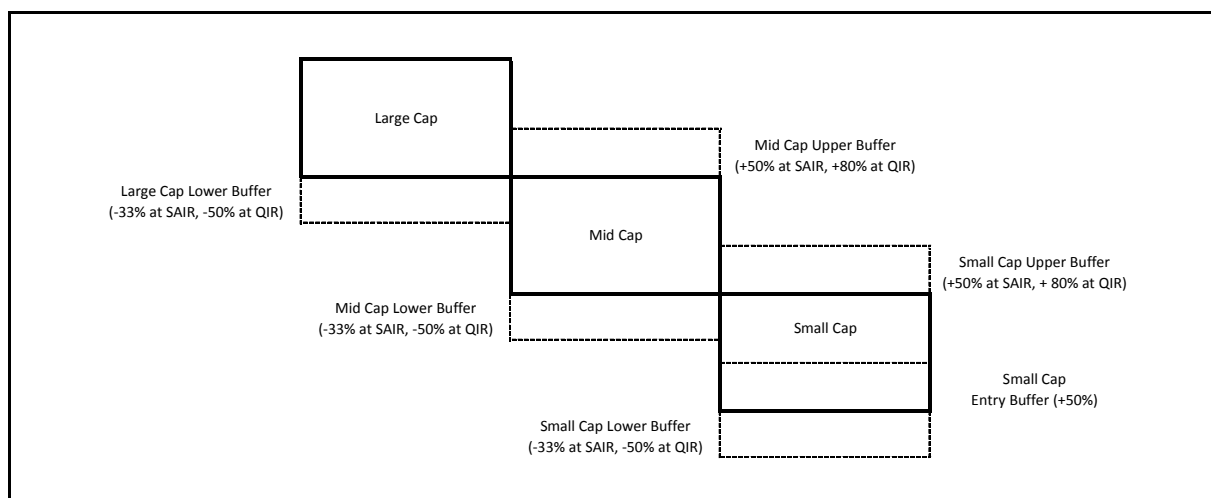 Large Cap
Mid Cap Upper Buffer
(+50% at SAIR, +80% at QIR)
Large Cap Lower Buffer
(-33% at SAIR, -50% at QIR)
Mid Cap
Small Cap Upper Buffer
(+50% at SAIR, + 80% at QIR)
Mid Cap Lower Buffer
(-33% at SAIR, -50% at QIR)
Small Cap
Small Cap
Entry Buffer (+50%)
Small Cap Lower Buffer
(-33% at SAIR, -50% at QIR)